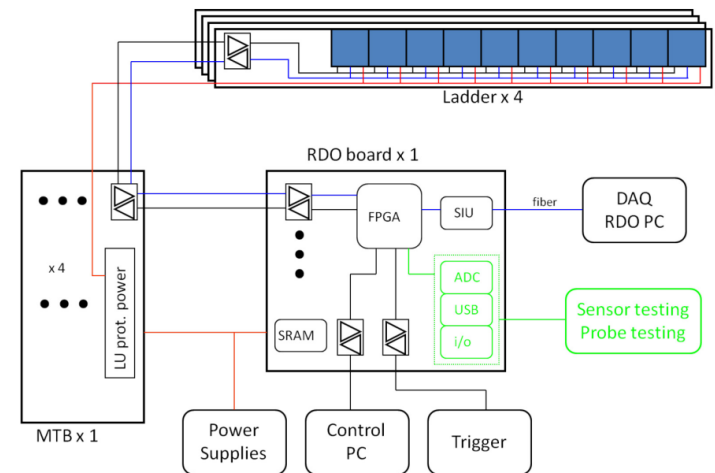 Ladder x 4
RDO board x 1
FPGA
SIU
fiber
DAQ
RDO PC
x 4
LU prot. power
ADC
USB
i/o
Sensor testing
Probe testing
SRAM
MTB x 1
Power
Supplies
Control
PC
Trigger